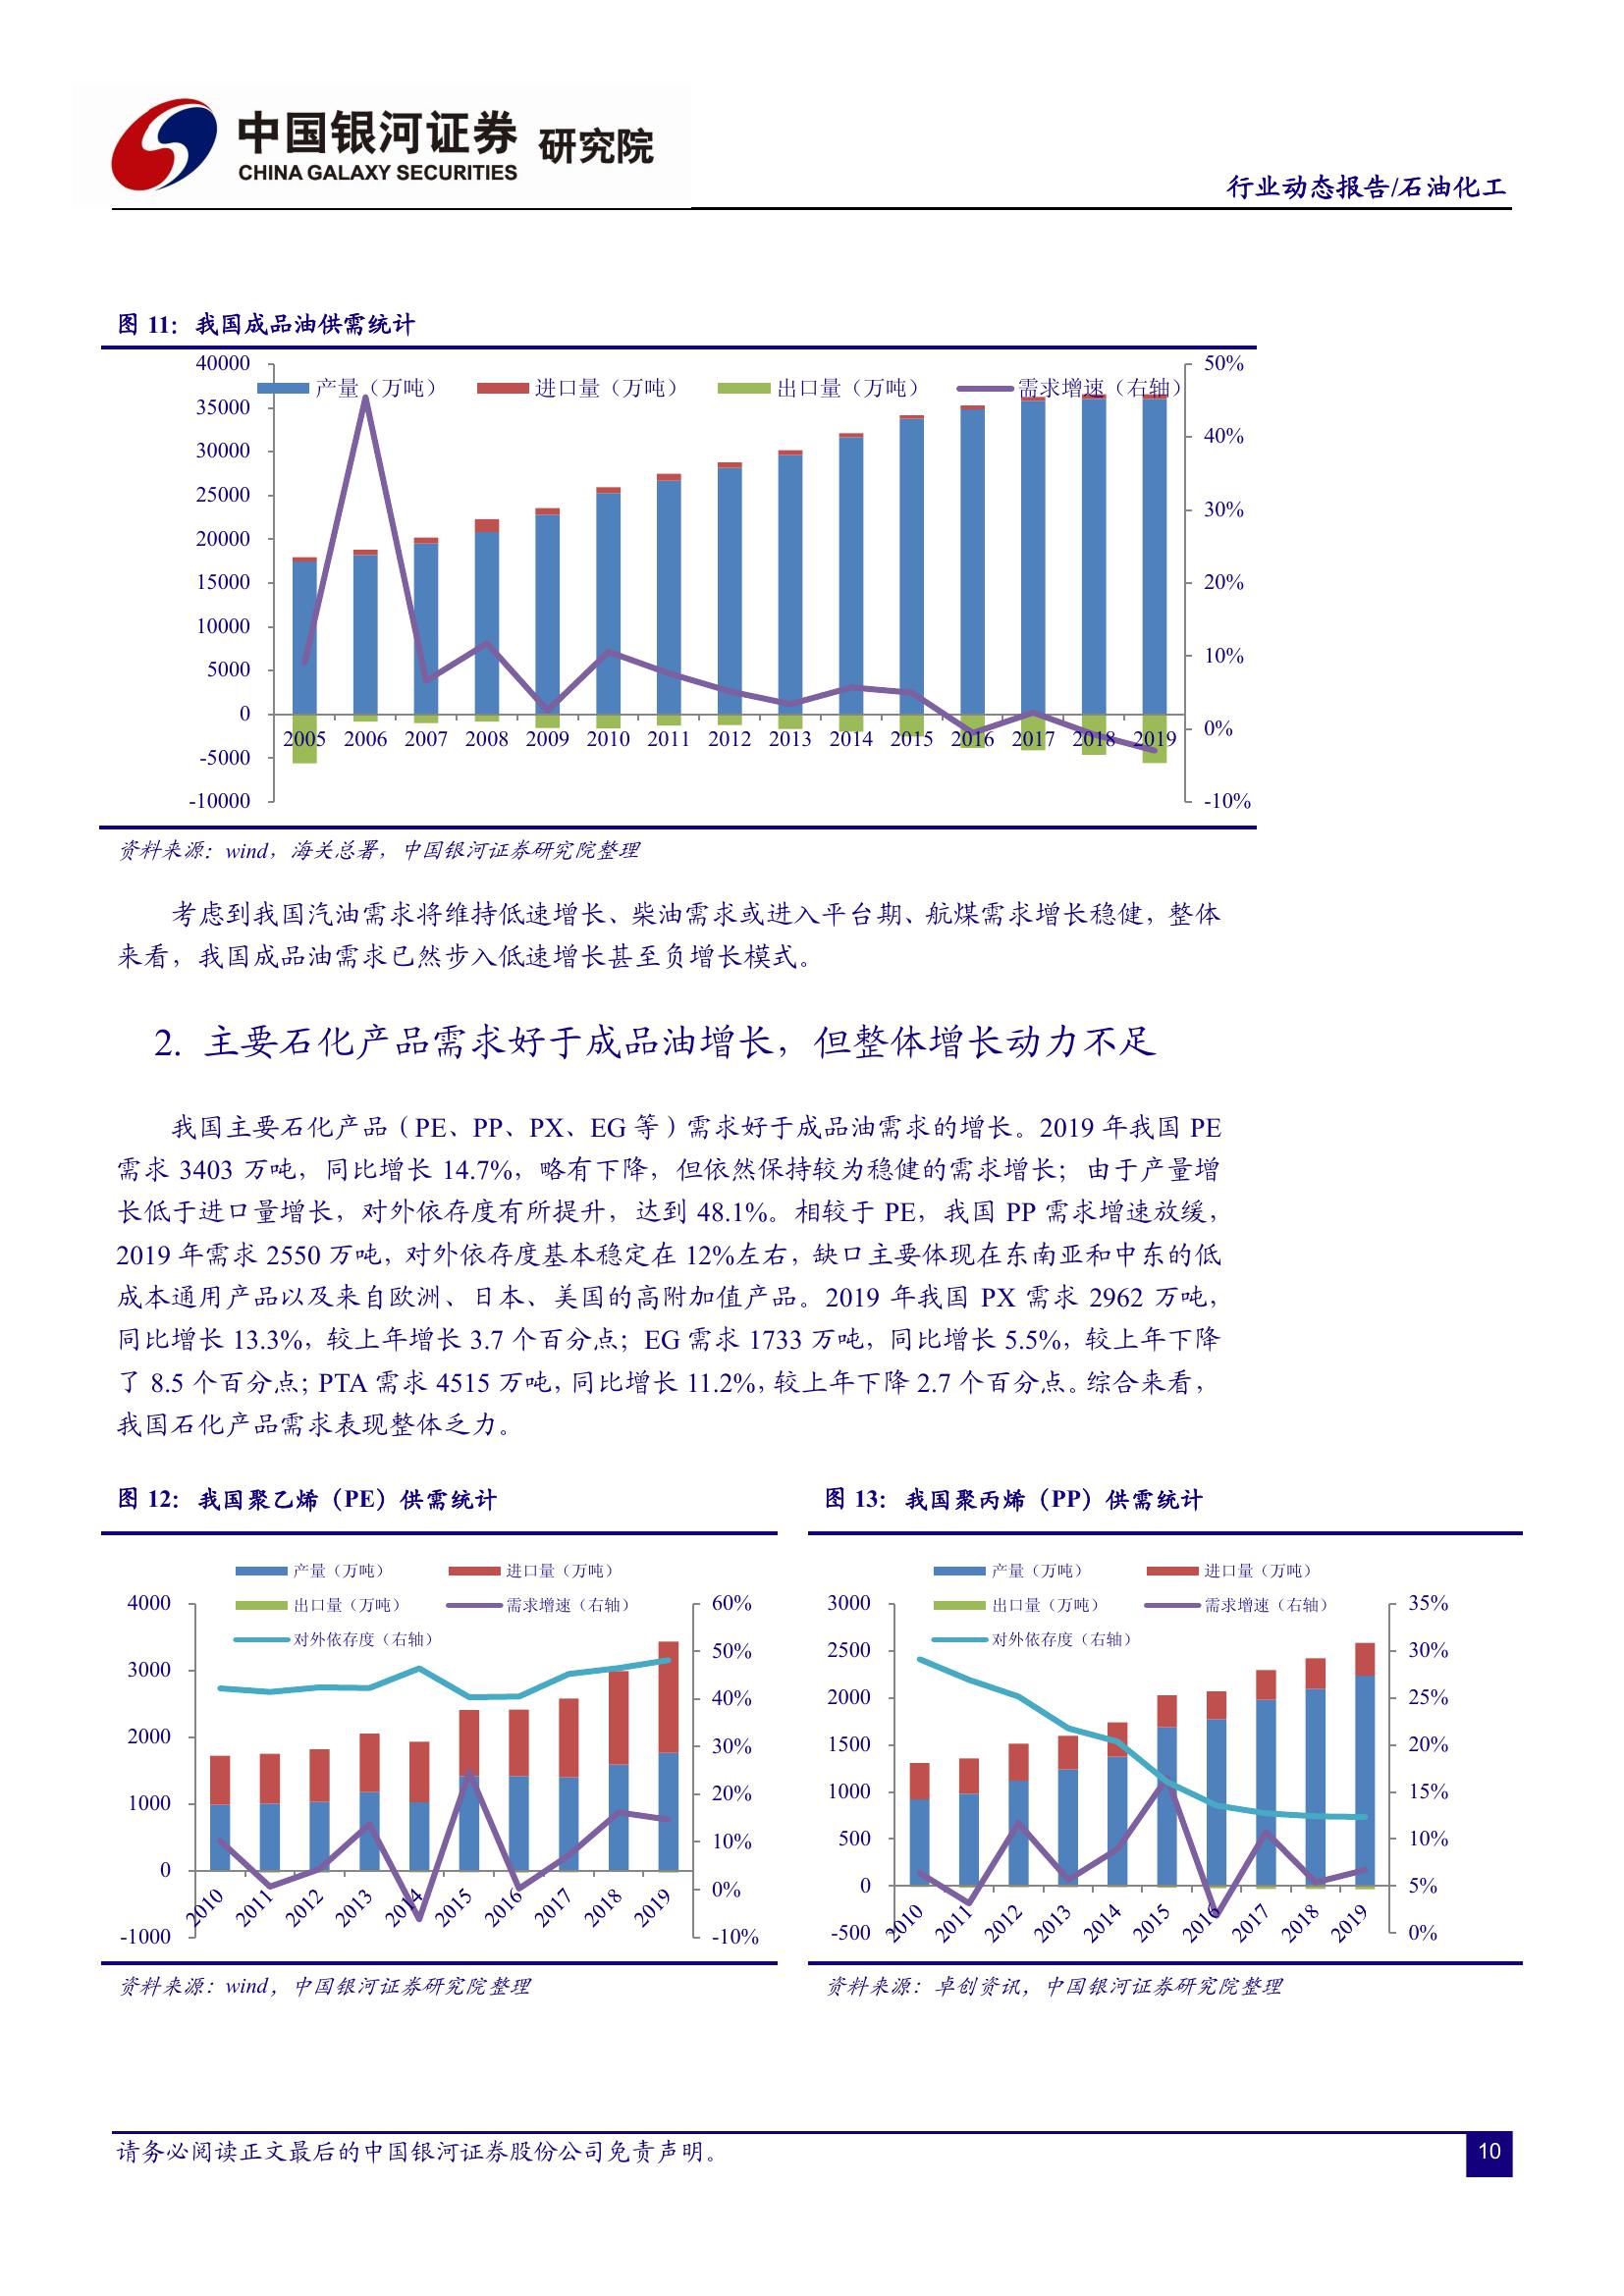 中国银河证券 研究院
CHINA GALAXY SECURITIES
行业动态报告/石油化工
图 11：我国成品油供需统计
40000
35000
30000
25000
20000
15000
10000
5000
0
-5000
-10000
产量（万吨） 进口量（万吨） 出口量（万吨） 需求增速（右轴）
50%
40%
30%
20%
10%
0%
-10%
2005 2006 2007 2008 2009 2010 2011 2012 2013 2014 2015 2016 2017 2018 2019
资料来源：wind，海关总署，中国银河证券研究院整理
考虑到我国汽油需求将维持低速增长、柴油需求或进入平台期、航煤需求增长稳健，整体
来看，我国成品油需求已然步入低速增长甚至负增长模式。
2. 主要石化产品需求好于成品油增长，但整体增长动力不足
我国主要石化产品（PE、PP、PX、EG 等）需求好于成品油需求的增长。2019 年我国 PE
需求 3403 万吨，同比增长 14.7%，略有下降，但依然保持较为稳健的需求增长；由于产量增
长低于进口量增长，对外依存度有所提升，达到 48.1%。相较于 PE，我国 PP 需求增速放缓，
2019 年需求 2550 万吨，对外依存度基本稳定在 12%左右，缺口主要体现在东南亚和中东的低
成本通用产品以及来自欧洲、日本、美国的高附加值产品。2019 年我国 PX 需求 2962 万吨，
同比增长 13.3%，较上年增长 3.7 个百分点；EG 需求 1733 万吨，同比增长 5.5%，较上年下降
了 8.5 个百分点；PTA 需求 4515 万吨，同比增长 11.2%，较上年下降 2.7 个百分点。综合来看，
我国石化产品需求表现整体乏力。
图 12：我国聚乙烯（PE）供需统计
产量（万吨） 进口量（万吨）
出口量（万吨） 需求增速（右轴）
对外依存度（右轴）
4000
3000
2000
1000
0
-1000
60%
50%
40%
30%
20%
10%
0%
-10%
2010 2011 2012 2013 2014 2015 2016 2017 2018 2019
资料来源：wind，中国银河证券研究院整理
图 13：我国聚丙烯（PP）供需统计
产量（万吨） 进口量（万吨）
出口量（万吨） 需求增速（右轴）
对外依存度（右轴）
3000
2500
2000
1500
1000
500
0
-500
35%
30%
25%
20%
15%
10%
5%
0%
2010 2011 2012 2013 2014 2015 2016 2017 2018 2019
资料来源：卓创资讯，中国银河证券研究院整理
请务必阅读正文最后的中国银河证券股份公司免责声明。
10